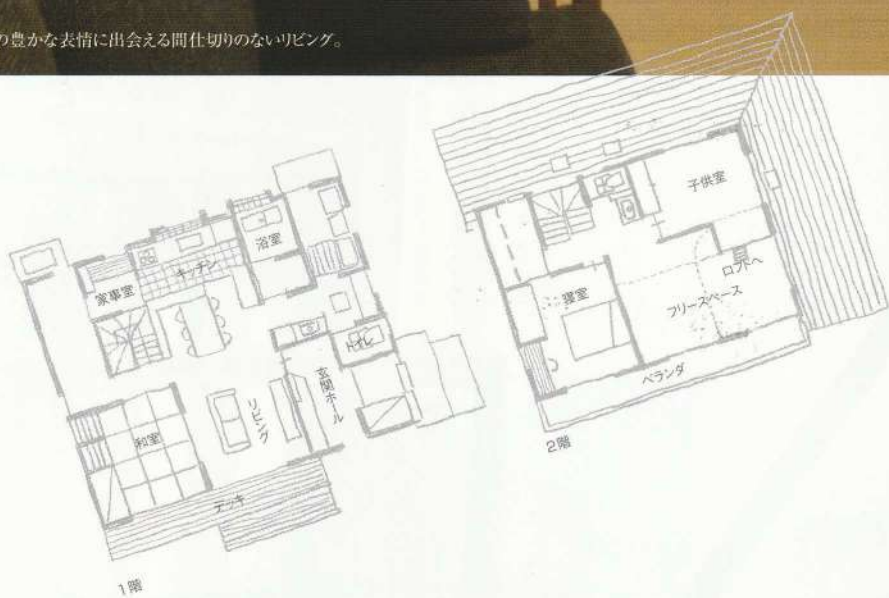 の豊かな表情に出会える間仕切りのないリビング。
浴室
キッチン
家事室
トイレ
玄関ホール
リビング
和室
デッキ
1階
子供室
ロフトへ
フリースペース
寝室
ベランダ
2階